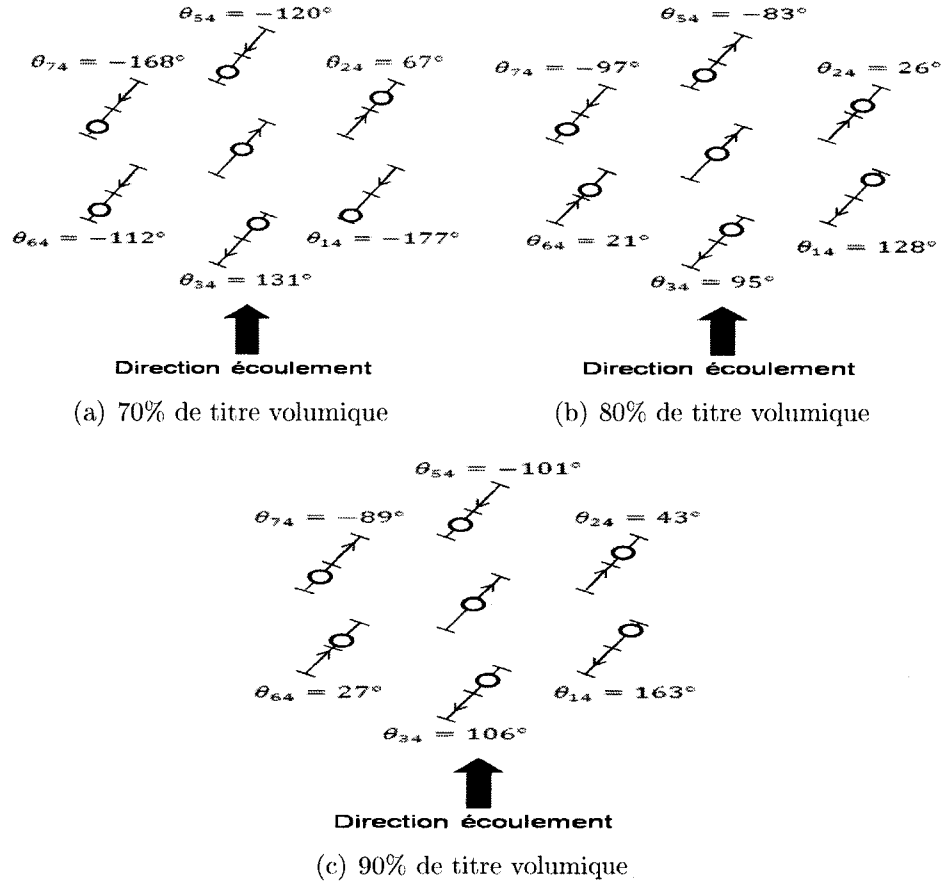 θ₅₄ = −120°
θ₇₄ = −168°
θ₂₄ = 67°
θ₆₄ = −112°
θ₁₄ = −177°
θ₃₄ = 131°
Direction écoulement
(a) 70% de titre volumique
θ₅₄ = −83°
θ₇₄ = −97°
θ₂₄ = 26°
θ₆₄ = 21°
θ₁₄ = 128°
θ₃₄ = 95°
Direction écoulement
(b) 80% de titre volumique
θ₅₄ = −101°
θ₇₄ = −89°
θ₂₄ = 43°
θ₆₄ = 27°
θ₁₄ = 163°
θ₃₄ = 106°
Direction écoulement
(c) 90% de titre volumique